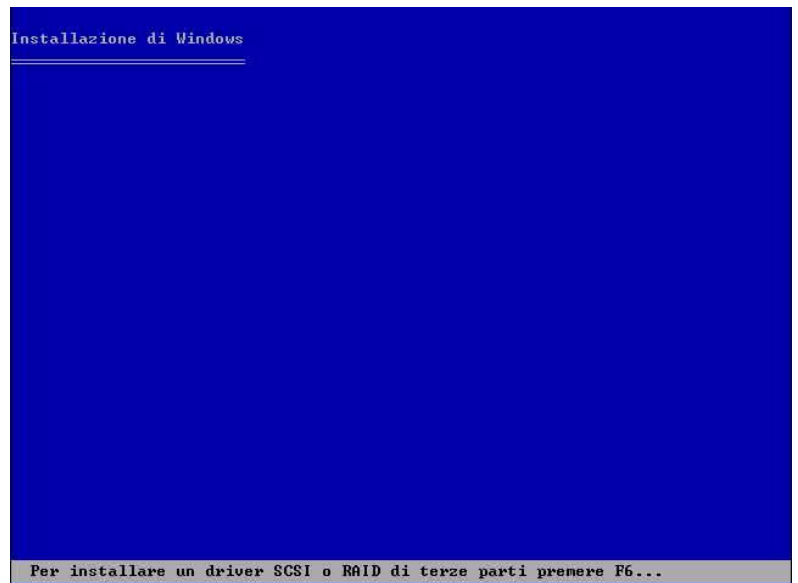 Installazione di Windows
Per installare un driver SCSI o RAID di terze parti premere F6...